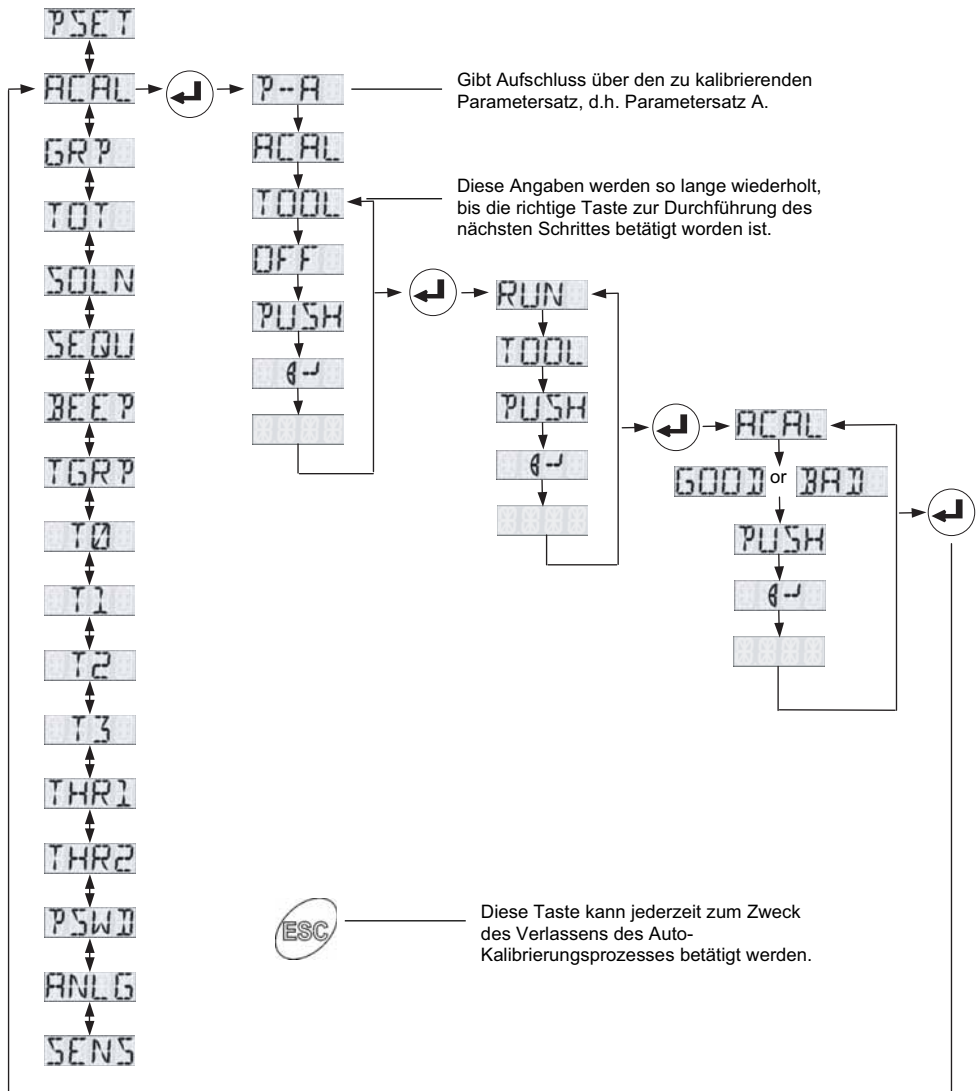 PSET
ACAL
GRP
TOT
SOLN
SEQU
BEEP
TGRP
T0
T1
T2
T3
THR1
THR2
PSWD
ANLG
SENS
P--A
ACAL
TOOL
OFF
PUSH
Gibt Aufschluss über den zu kalibrierenden
Parametersatz, d.h. Parametersatz A.
Diese Angaben werden so lange wiederholt,
bis die richtige Taste zur Durchführung des
nächsten Schrittes betätigt worden ist.
RUN
TOOL
PUSH
ACAL
GOOD or BAD
PUSH
ESC
Diese Taste kann jederzeit zum Zweck
des Verlassens des Auto-
Kalibrierungsprozesses betätigt werden.